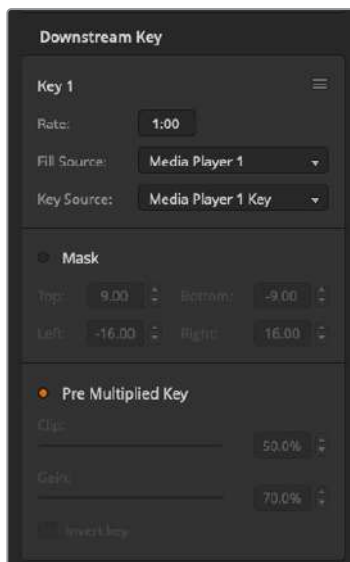 Downstream Key
Key 1
Rate: 1:00
Fill Source: Media Player 1
Key Source: Media Player 1 Key
Mask
Top: 9.00 Bottom: -9.00
Left: -16.00 Right: 16.00
Pre Multiplied Key
Clip:
50.0%
Gain:
70.0%
Invert key